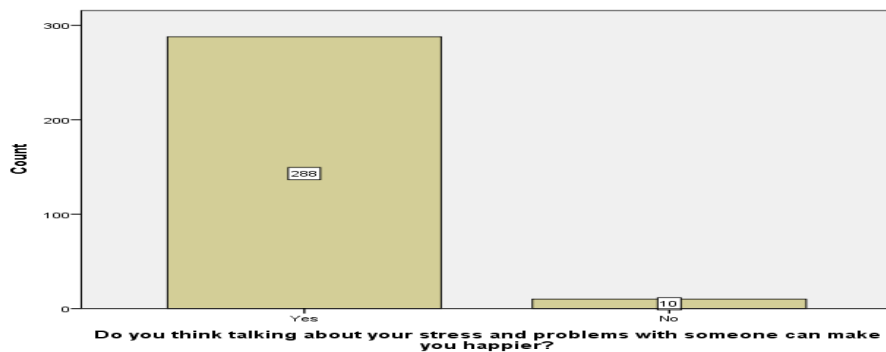 300
200
100
0
Count
288
10
Yes
No
Do you think talking about your stress and problems with someone can make
you happier?